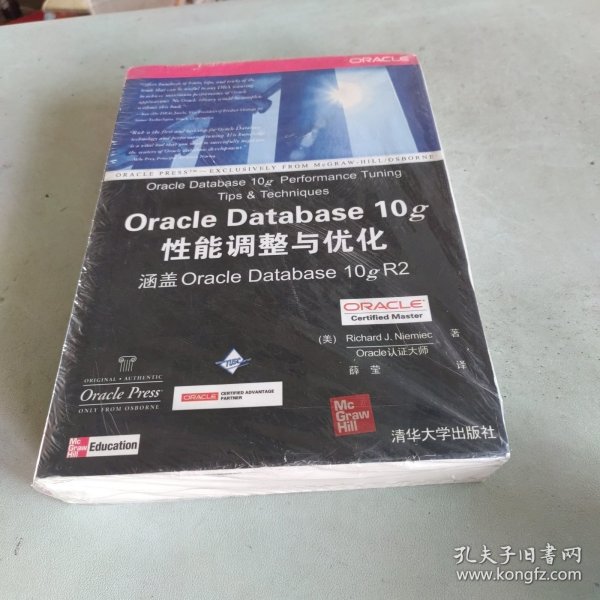 ORACLE
ORACLE PRESS™—EXCLUSIVELY FROM McGRAW-HILL/OSBORNE
Oracle Database 10g Performance Tuning
Tips & Techniques
Oracle Database 10g
性能调整与优化
涵盖Oracle Database 10g R2
ORACLE
Certified Master
(美) Richard J. Niemiec 著
Oracle认证大师
薛莹 译
ORIGINAL • AUTHENTIC
Oracle Press™
ONLY FROM OSBORNE
TUSC
ORACLE CERTIFIED ADVANTAGE
PARTNER
Mc
Graw
Hill
Education
Mc
Graw
Hill
清华大学出版社
孔夫子旧书网
www.kongfz.com